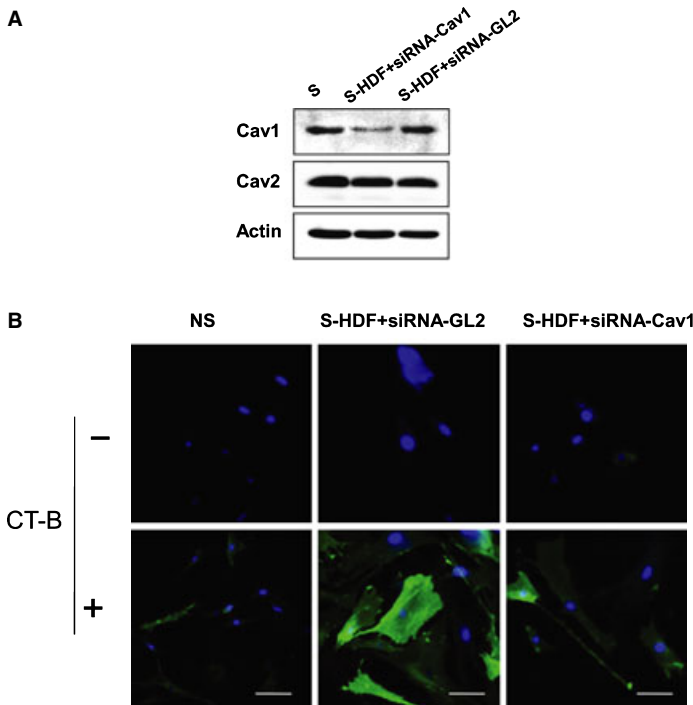 A
S
S-HDF+siRNA-Cav1
S-HDF+siRNA-GL2
Cav1
Cav2
Actin
B
NS
S-HDF+siRNA-GL2
S-HDF+siRNA-Cav1
−
CT-B
+